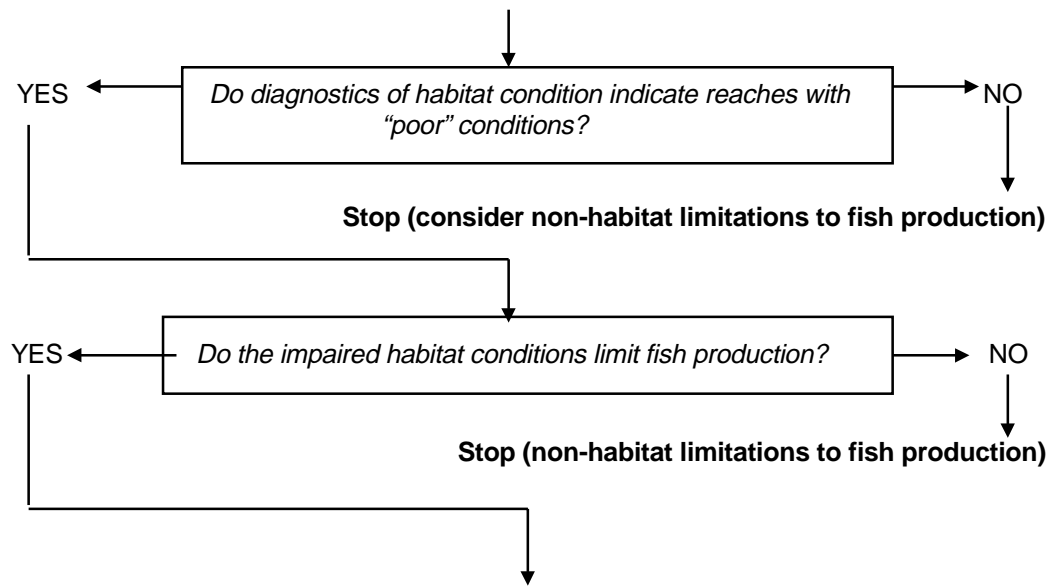 YES
Do diagnostics of habitat condition indicate reaches with
“poor” conditions?
NO
Stop (consider non-habitat limitations to fish production)
YES
Do the impaired habitat conditions limit fish production?
NO
Stop (non-habitat limitations to fish production)